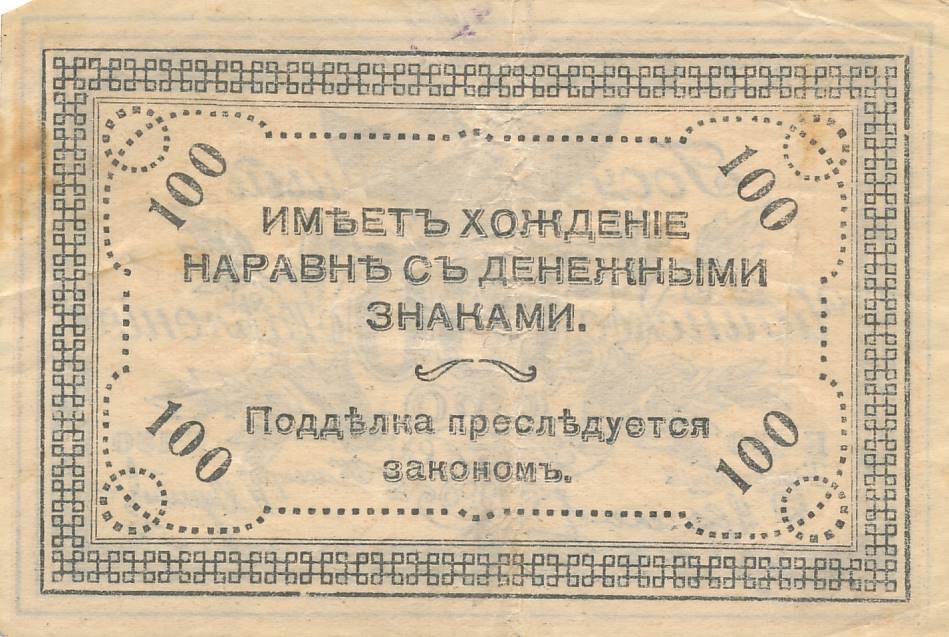 100 100
ИМѢЕТЪ ХОЖДЕНІЕ
НАРАВНѢ СЪ ДЕНЕЖНЫМИ
ЗНАКАМИ.
Поддѣлка преслѣдуется
закономъ.
100 100